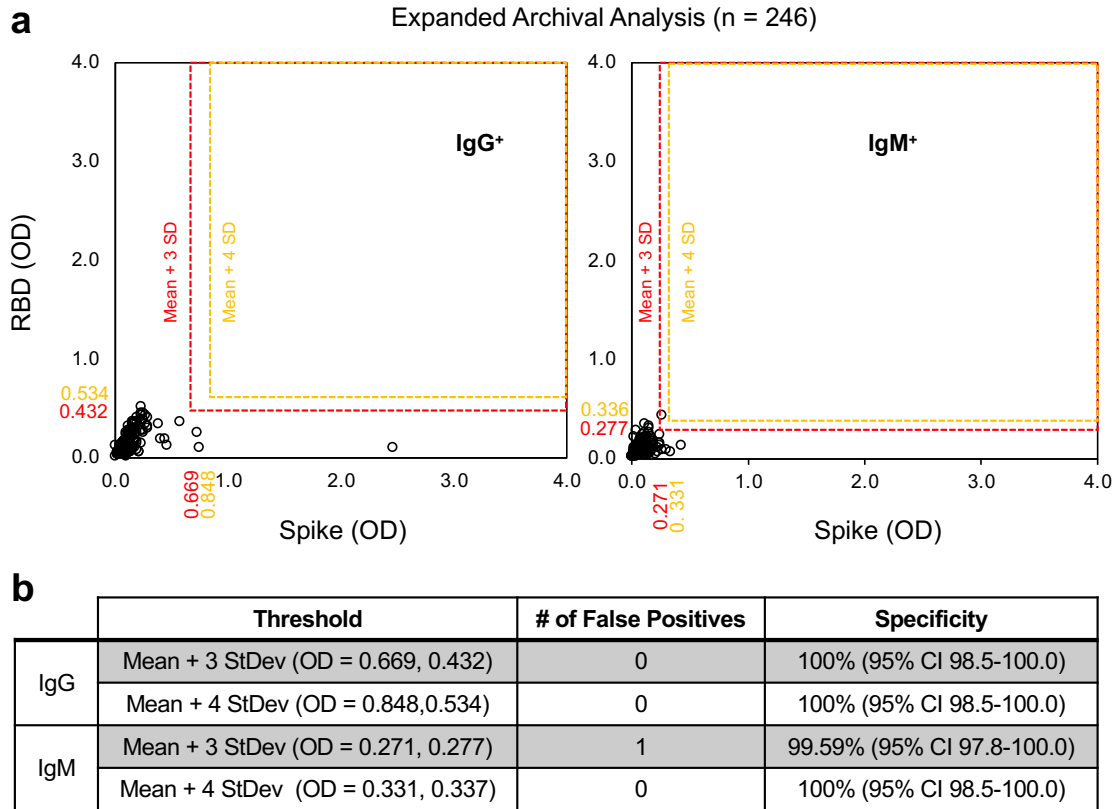 a
Expanded Archival Analysis (n = 246)
RBD (OD)
4.0
3.0
2.0
1.0
0.534
0.432
0.0
Mean + 3 SD
Mean + 4 SD
IgG⁺
0.0 1.0 2.0 3.0 4.0
0.669
0.848
Spike (OD)
4.0
3.0
2.0
1.0
0.336
0.277
0.0
Mean + 3 SD
Mean + 4 SD
IgM⁺
0.0 1.0 2.0 3.0 4.0
0.271
0. 331
Spike (OD)
b
Threshold # of False Positives Specificity
IgG
Mean + 3 StDev (OD = 0.669, 0.432) 0 100% (95% CI 98.5-100.0)
Mean + 4 StDev (OD = 0.848,0.534) 0 100% (95% CI 98.5-100.0)
IgM
Mean + 3 StDev (OD = 0.271, 0.277) 1 99.59% (95% CI 97.8-100.0)
Mean + 4 StDev (OD = 0.331, 0.337) 0 100% (95% CI 98.5-100.0)